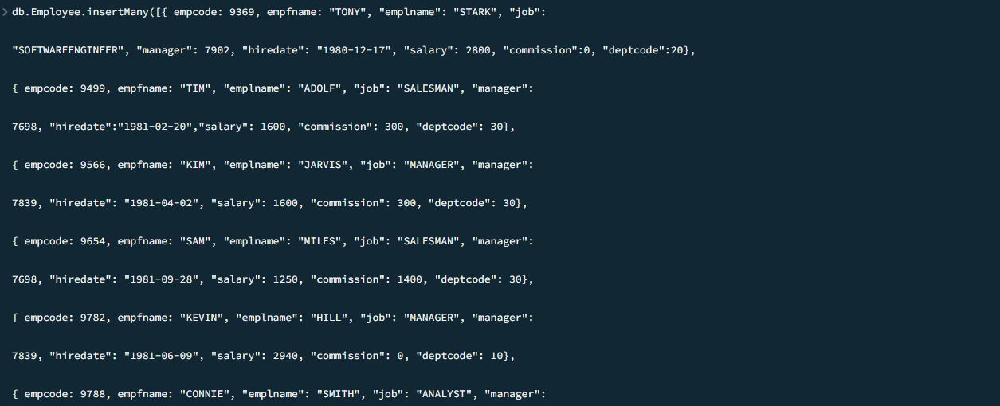 db.Employee.insertMany([{ empcode: 9369, empfname: "TONY", "emplname": "STARK", "job":
"SOFTWAREENGINEER", "manager": 7902, "hiredate": "1980-12-17", "salary": 2800, "commission":0, "deptcode":20},
{ empcode: 9499, empfname: "TIM", "emplname": "ADOLF", "job": "SALESMAN", "manager":
7698, "hiredate":"1981-02-20","salary": 1600, "commission": 300, "deptcode": 30},
{ empcode: 9566, empfname: "KIM", "emplname": "JARVIS", "job": "MANAGER", "manager":
7839, "hiredate": "1981-04-02", "salary": 1600, "commission": 300, "deptcode": 30},
{ empcode: 9654, empfname: "SAM", "emplname": "MILES", "job": "SALESMAN", "manager":
7698, "hiredate": "1981-09-28", "salary": 1250, "commission": 1400, "deptcode": 30},
{ empcode: 9782, empfname: "KEVIN", "emplname": "HILL", "job": "MANAGER", "manager":
7839, "hiredate": "1981-06-09", "salary": 2940, "commission": 0, "deptcode": 10},
{ empcode: 9788, empfname: "CONNIE", "emplname": "SMITH", "job": "ANALYST", "manager":